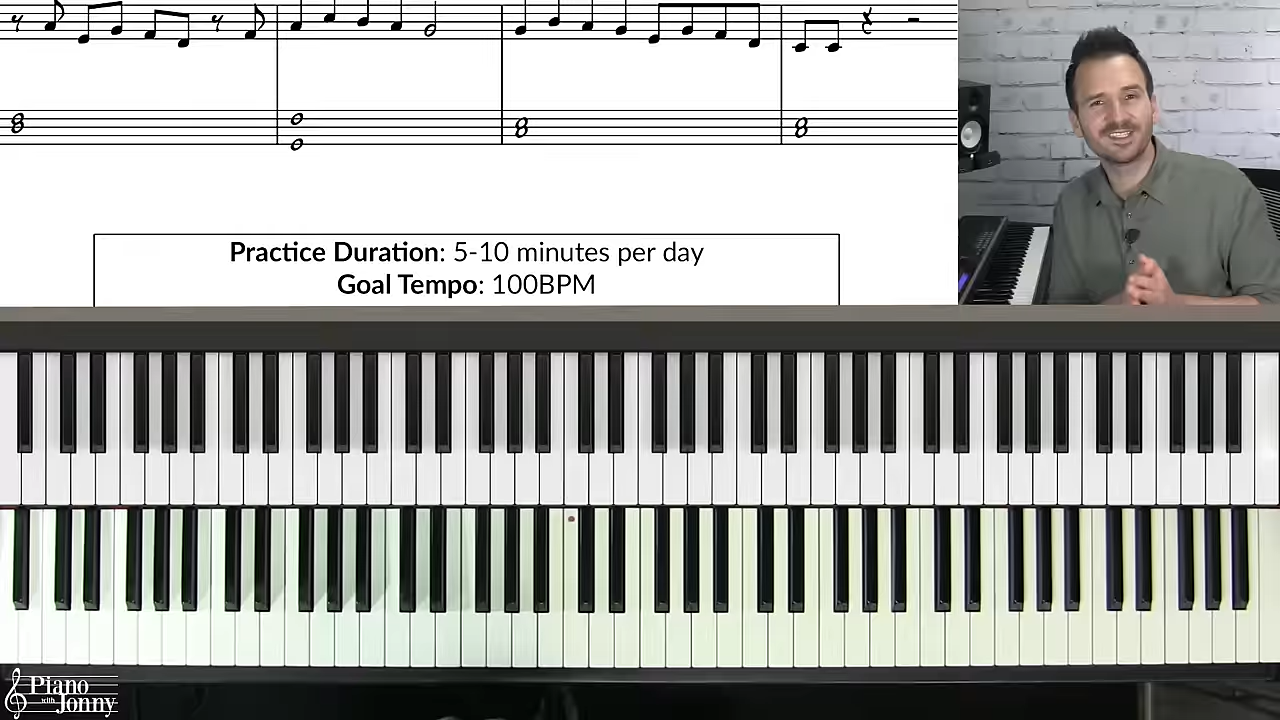 Practice Duration: 5-10 minutes per day
Goal Tempo: 100BPM
Piano
with
Jonny